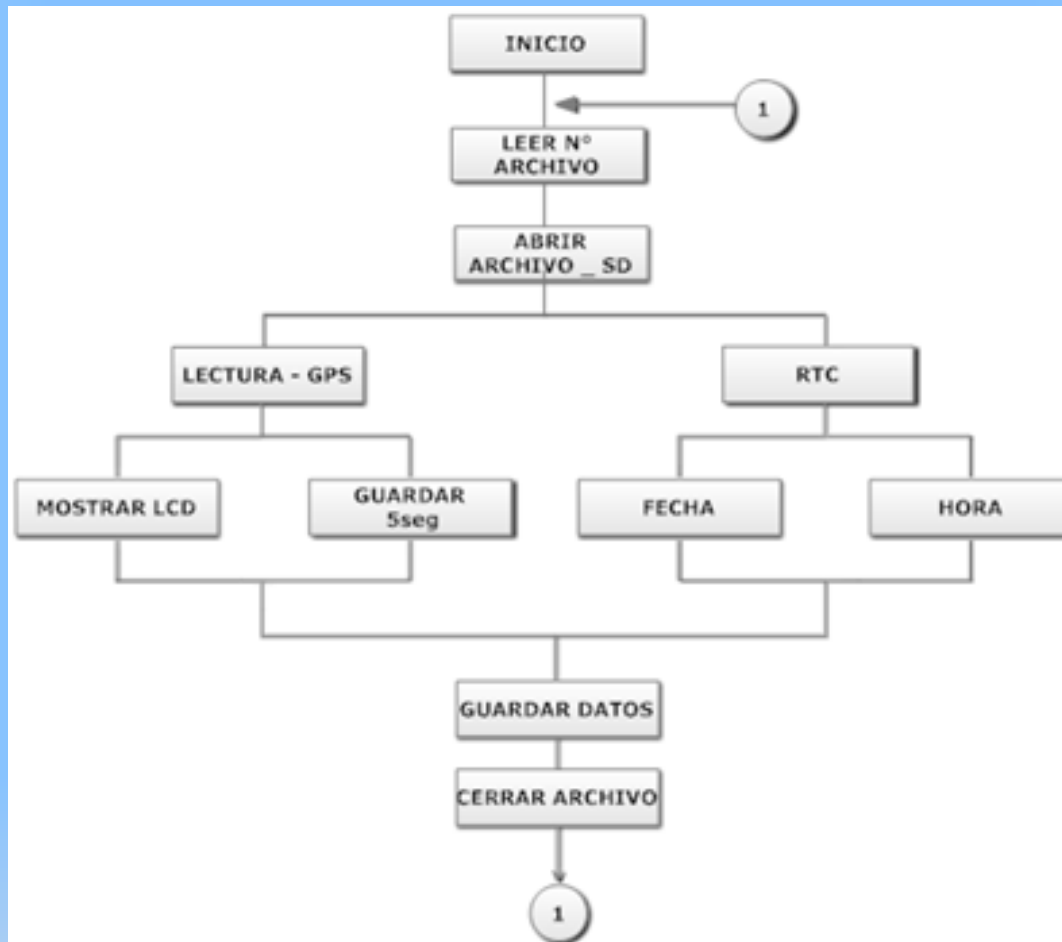 INICIO
1
LEER N°
ARCHIVO
ABRIR
ARCHIVO _ SD
LECTURA - GPS
RTC
MOSTRAR LCD
GUARDAR
5seg
FECHA
HORA
GUARDAR DATOS
CERRAR ARCHIVO
1